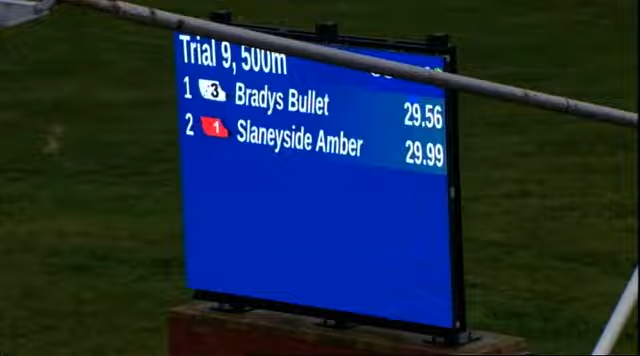 Trial 9, 500m
1 3 Bradys Bullet 29.56
2 1 Slaneyside Amber 29.99